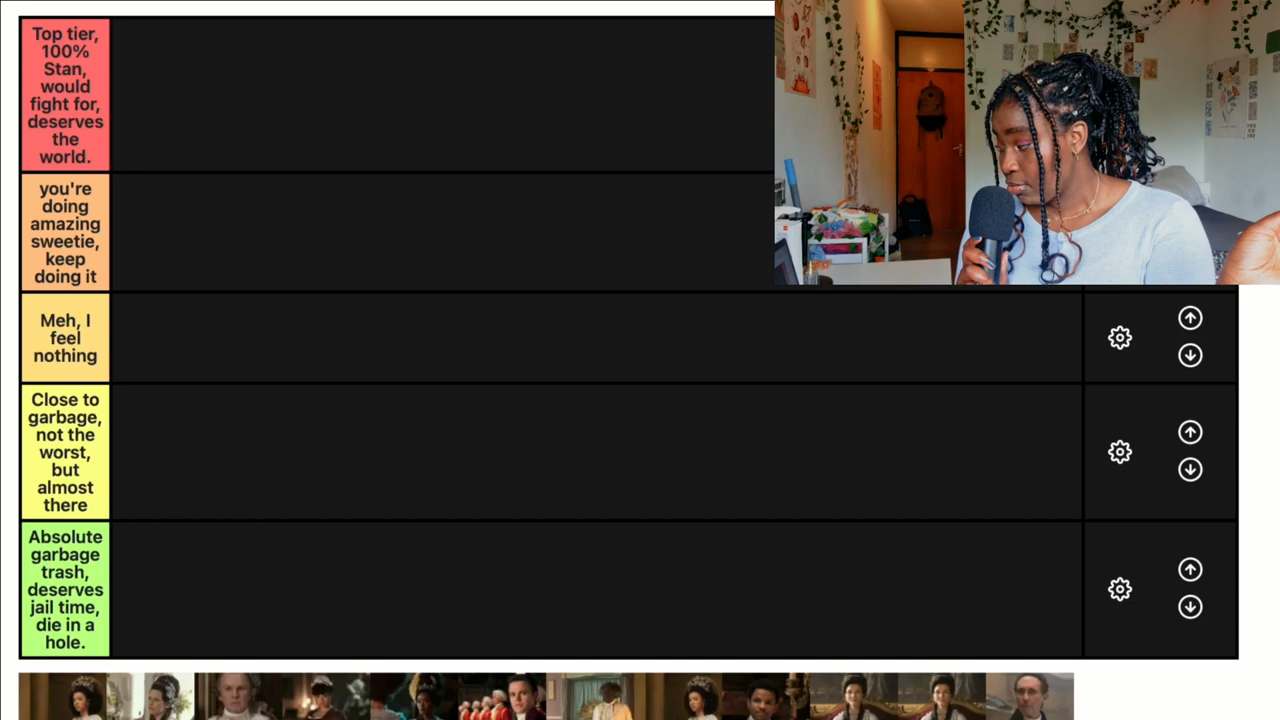 Top tier,
100%
Stan,
would
fight for,
deserves
the
world.
you're
doing
amazing
sweetie,
keep
doing it
Meh, I
feel
nothing
Close to
garbage,
not the
worst,
but
almost
there
Absolute
garbage
trash,
deserves
jail time,
die in a
hole.